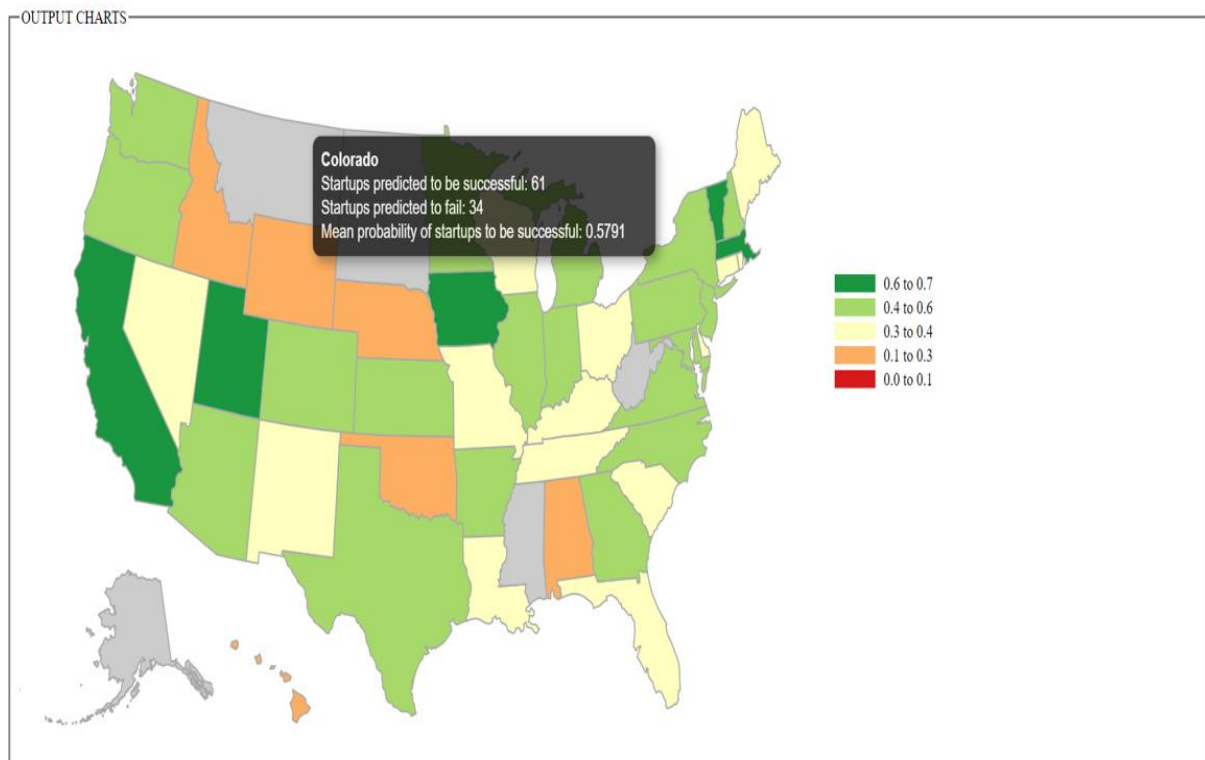 OUTPUT CHARTS
Colorado
Startups predicted to be successful: 61
Startups predicted to fail: 34
Mean probability of startups to be successful: 0.5791
0.6 to 0.7
0.4 to 0.6
0.3 to 0.4
0.1 to 0.3
0.0 to 0.1